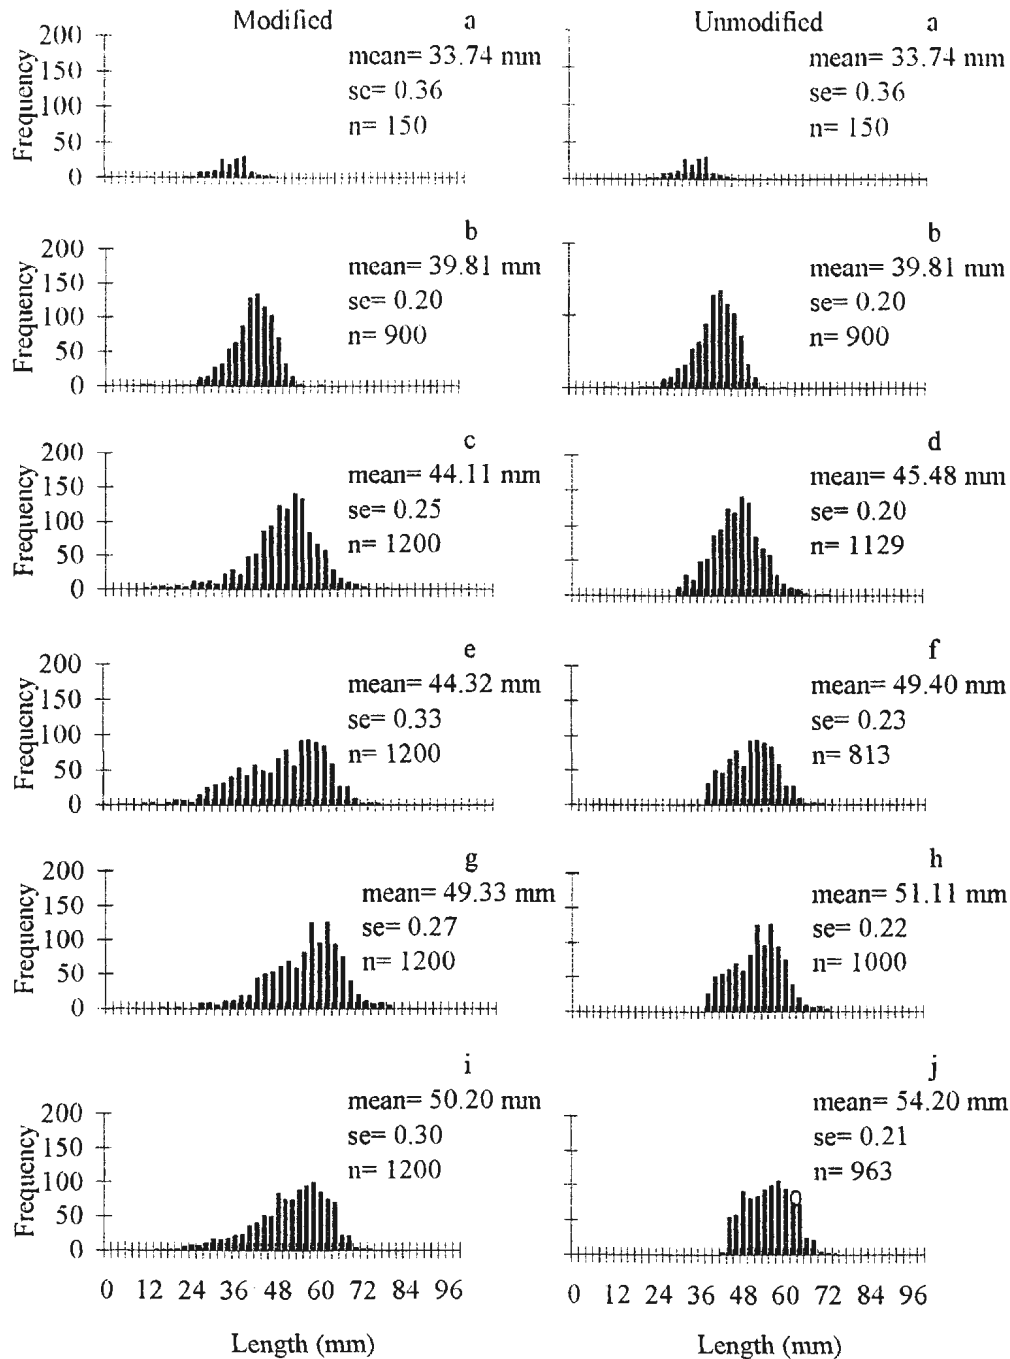 Modified
a
Unmodified
a
Frequency
200
150
100
50
0
mean= 33.74 mm
se= 0.36
n= 150
mean= 33.74 mm
se= 0.36
n= 150
Frequency
200
150
100
50
0
b
mean= 39.81 mm
se= 0.20
n= 900
b
mean= 39.81 mm
se= 0.20
n= 900
Frequency
200
150
100
50
0
c
mean= 44.11 mm
se= 0.25
n= 1200
d
mean= 45.48 mm
se= 0.20
n= 1129
Frequency
200
150
100
50
0
e
mean= 44.32 mm
se= 0.33
n= 1200
f
mean= 49.40 mm
se= 0.23
n= 813
Frequency
200
150
100
50
0
g
mean= 49.33 mm
se= 0.27
n= 1200
h
mean= 51.11 mm
se= 0.22
n= 1000
Frequency
200
150
100
50
0
i
mean= 50.20 mm
se= 0.30
n= 1200
j
mean= 54.20 mm
se= 0.21
n= 963
0
0 12 24 36 48 60 72 84 96
0 12 24 36 48 60 72 84 96
Length (mm)
Length (mm)